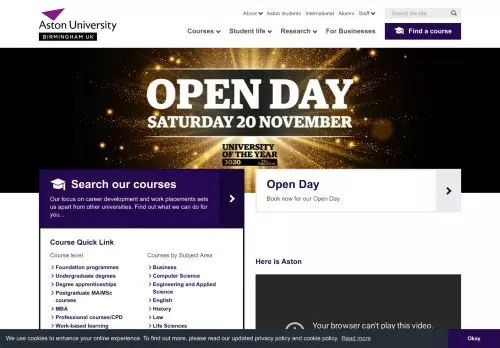 Aston University
BIRMINGHAM UK
About
Aston students
International
Alumni
Staff
Search the site
Courses
Student life
Research
For Businesses
Find a course
OPEN DAY
SATURDAY 20 NOVEMBER
UNIVERSITY
OF THE YEAR
2020
Search our courses
Our focus on career development and work placements sets
us apart from other universities. Find out what we can do for
you...
Open Day
Book now for our Open Day
Course Quick Link
Course level
Foundation programmes
Undergraduate degrees
Degree apprenticeships
Postgraduate MA/MSc
courses
MBA
Professional courses/CPD
Work-based learning
Courses by Subject Area
Business
Computer Science
Engineering and Applied
Science
English
History
Law
Life Sciences
Here is Aston
Your browser can't play this video.
We use cookies to enhance your online experience. To find out more, please read our updated privacy policy and cookie policy. Read more
Okay